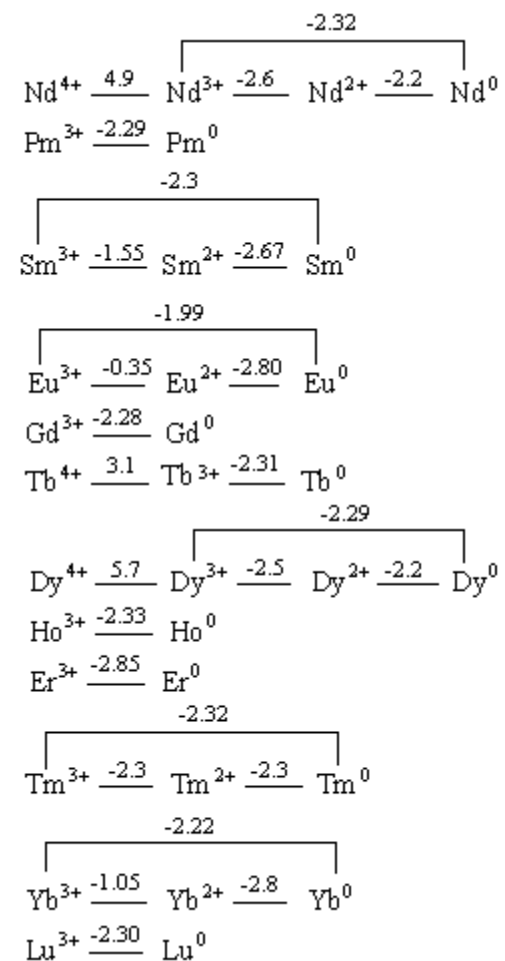 -2.32
Nd⁴⁺ 4.9 Nd³⁺ -2.6 Nd²⁺ -2.2 Nd⁰
Pm³⁺ -2.29 Pm⁰
-2.3
Sm³⁺ -1.55 Sm²⁺ -2.67 Sm⁰
-1.99
Eu³⁺ -0.35 Eu²⁺ -2.80 Eu⁰
Gd³⁺ -2.28 Gd⁰
Tb⁴⁺ 3.1 Tb³⁺ -2.31 Tb⁰
-2.29
Dy⁴⁺ 5.7 Dy³⁺ -2.5 Dy²⁺ -2.2 Dy⁰
Ho³⁺ -2.33 Ho⁰
Er³⁺ -2.85 Er⁰
-2.32
Tm³⁺ -2.3 Tm²⁺ -2.3 Tm⁰
-2.22
Yb³⁺ -1.05 Yb²⁺ -2.8 Yb⁰
Lu³⁺ -2.30 Lu⁰